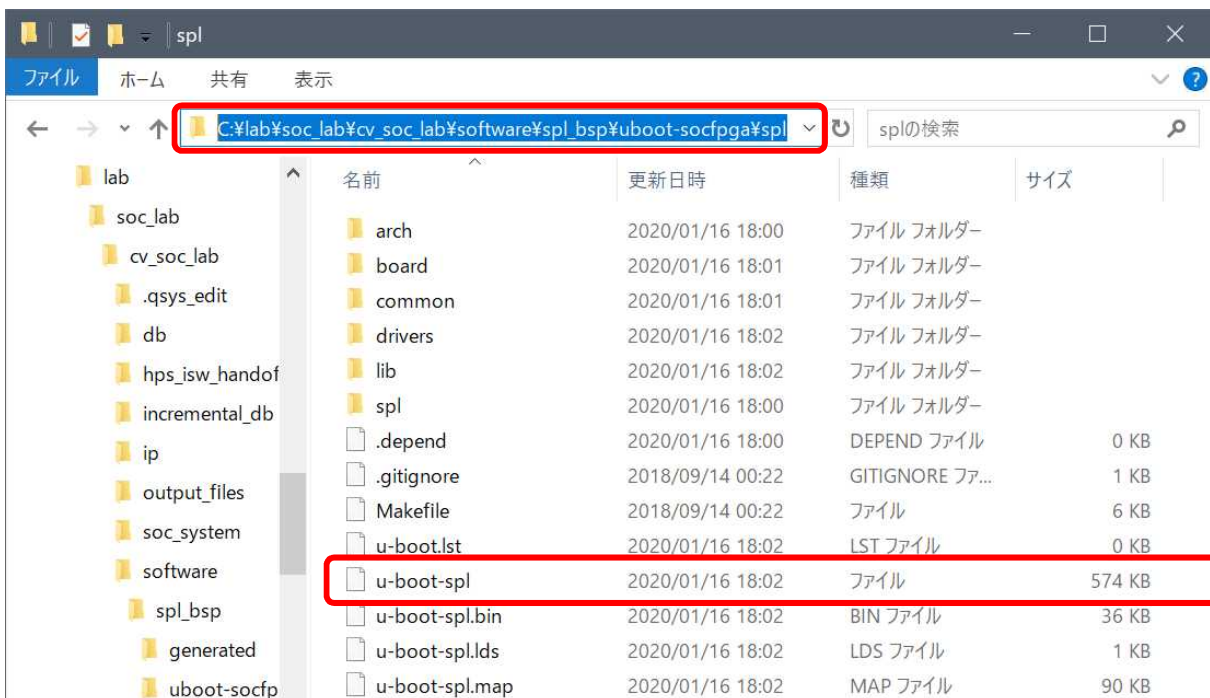 spl
ファイル ホーム 共有 表示
C:¥lab¥soc_lab¥cv_soc_lab¥software¥spl_bsp¥uboot-socfpga¥spl splの検索
lab
soc_lab
cv_soc_lab
.qsys_edit
db
hps_isw_handof
incremental_db
ip
output_files
soc_system
software
spl_bsp
generated
uboot-socfp
名前 更新日時 種類 サイズ
arch 2020/01/16 18:00 ファイル フォルダー
board 2020/01/16 18:01 ファイル フォルダー
common 2020/01/16 18:01 ファイル フォルダー
drivers 2020/01/16 18:02 ファイル フォルダー
lib 2020/01/16 18:02 ファイル フォルダー
spl 2020/01/16 18:00 ファイル フォルダー
.depend 2020/01/16 18:00 DEPEND ファイル 0 KB
.gitignore 2018/09/14 00:22 GITIGNORE ファ... 1 KB
Makefile 2018/09/14 00:22 ファイル 6 KB
u-boot.lst 2020/01/16 18:02 LST ファイル 0 KB
u-boot-spl 2020/01/16 18:02 ファイル 574 KB
u-boot-spl.bin 2020/01/16 18:02 BIN ファイル 36 KB
u-boot-spl.lds 2020/01/16 18:02 LDS ファイル 1 KB
u-boot-spl.map 2020/01/16 18:02 MAP ファイル 90 KB